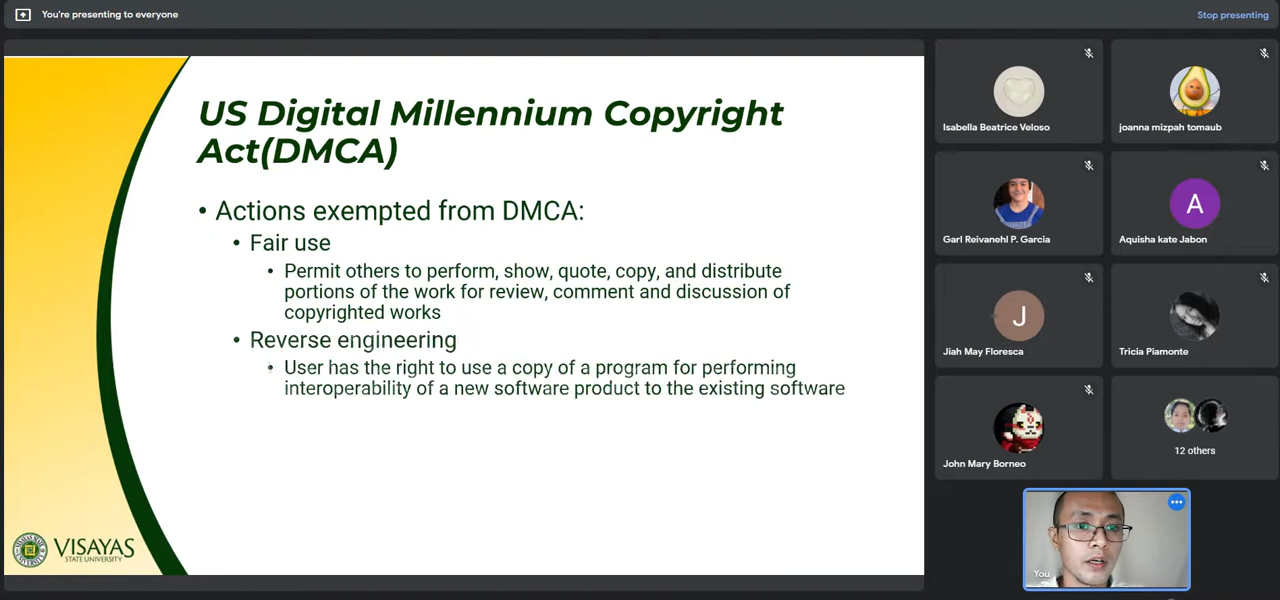 You're presenting to everyone
Stop presenting
US Digital Millennium Copyright
Act(DMCA)
• Actions exempted from DMCA:
• Fair use
• Permit others to perform, show, quote, copy, and distribute
portions of the work for review, comment and discussion of
copyrighted works
• Reverse engineering
• User has the right to use a copy of a program for performing
interoperability of a new software product to the existing software
VISAYAS
STATE UNIVERSITY
Isabella Beatrice Veloso
joanna mizpah tomaub
Garl Reivanehl P. Garcia
A
Aquisha kate Jabon
J
Jiah May Floresca
Tricia Piamonte
John Mary Borneo
12 others
You